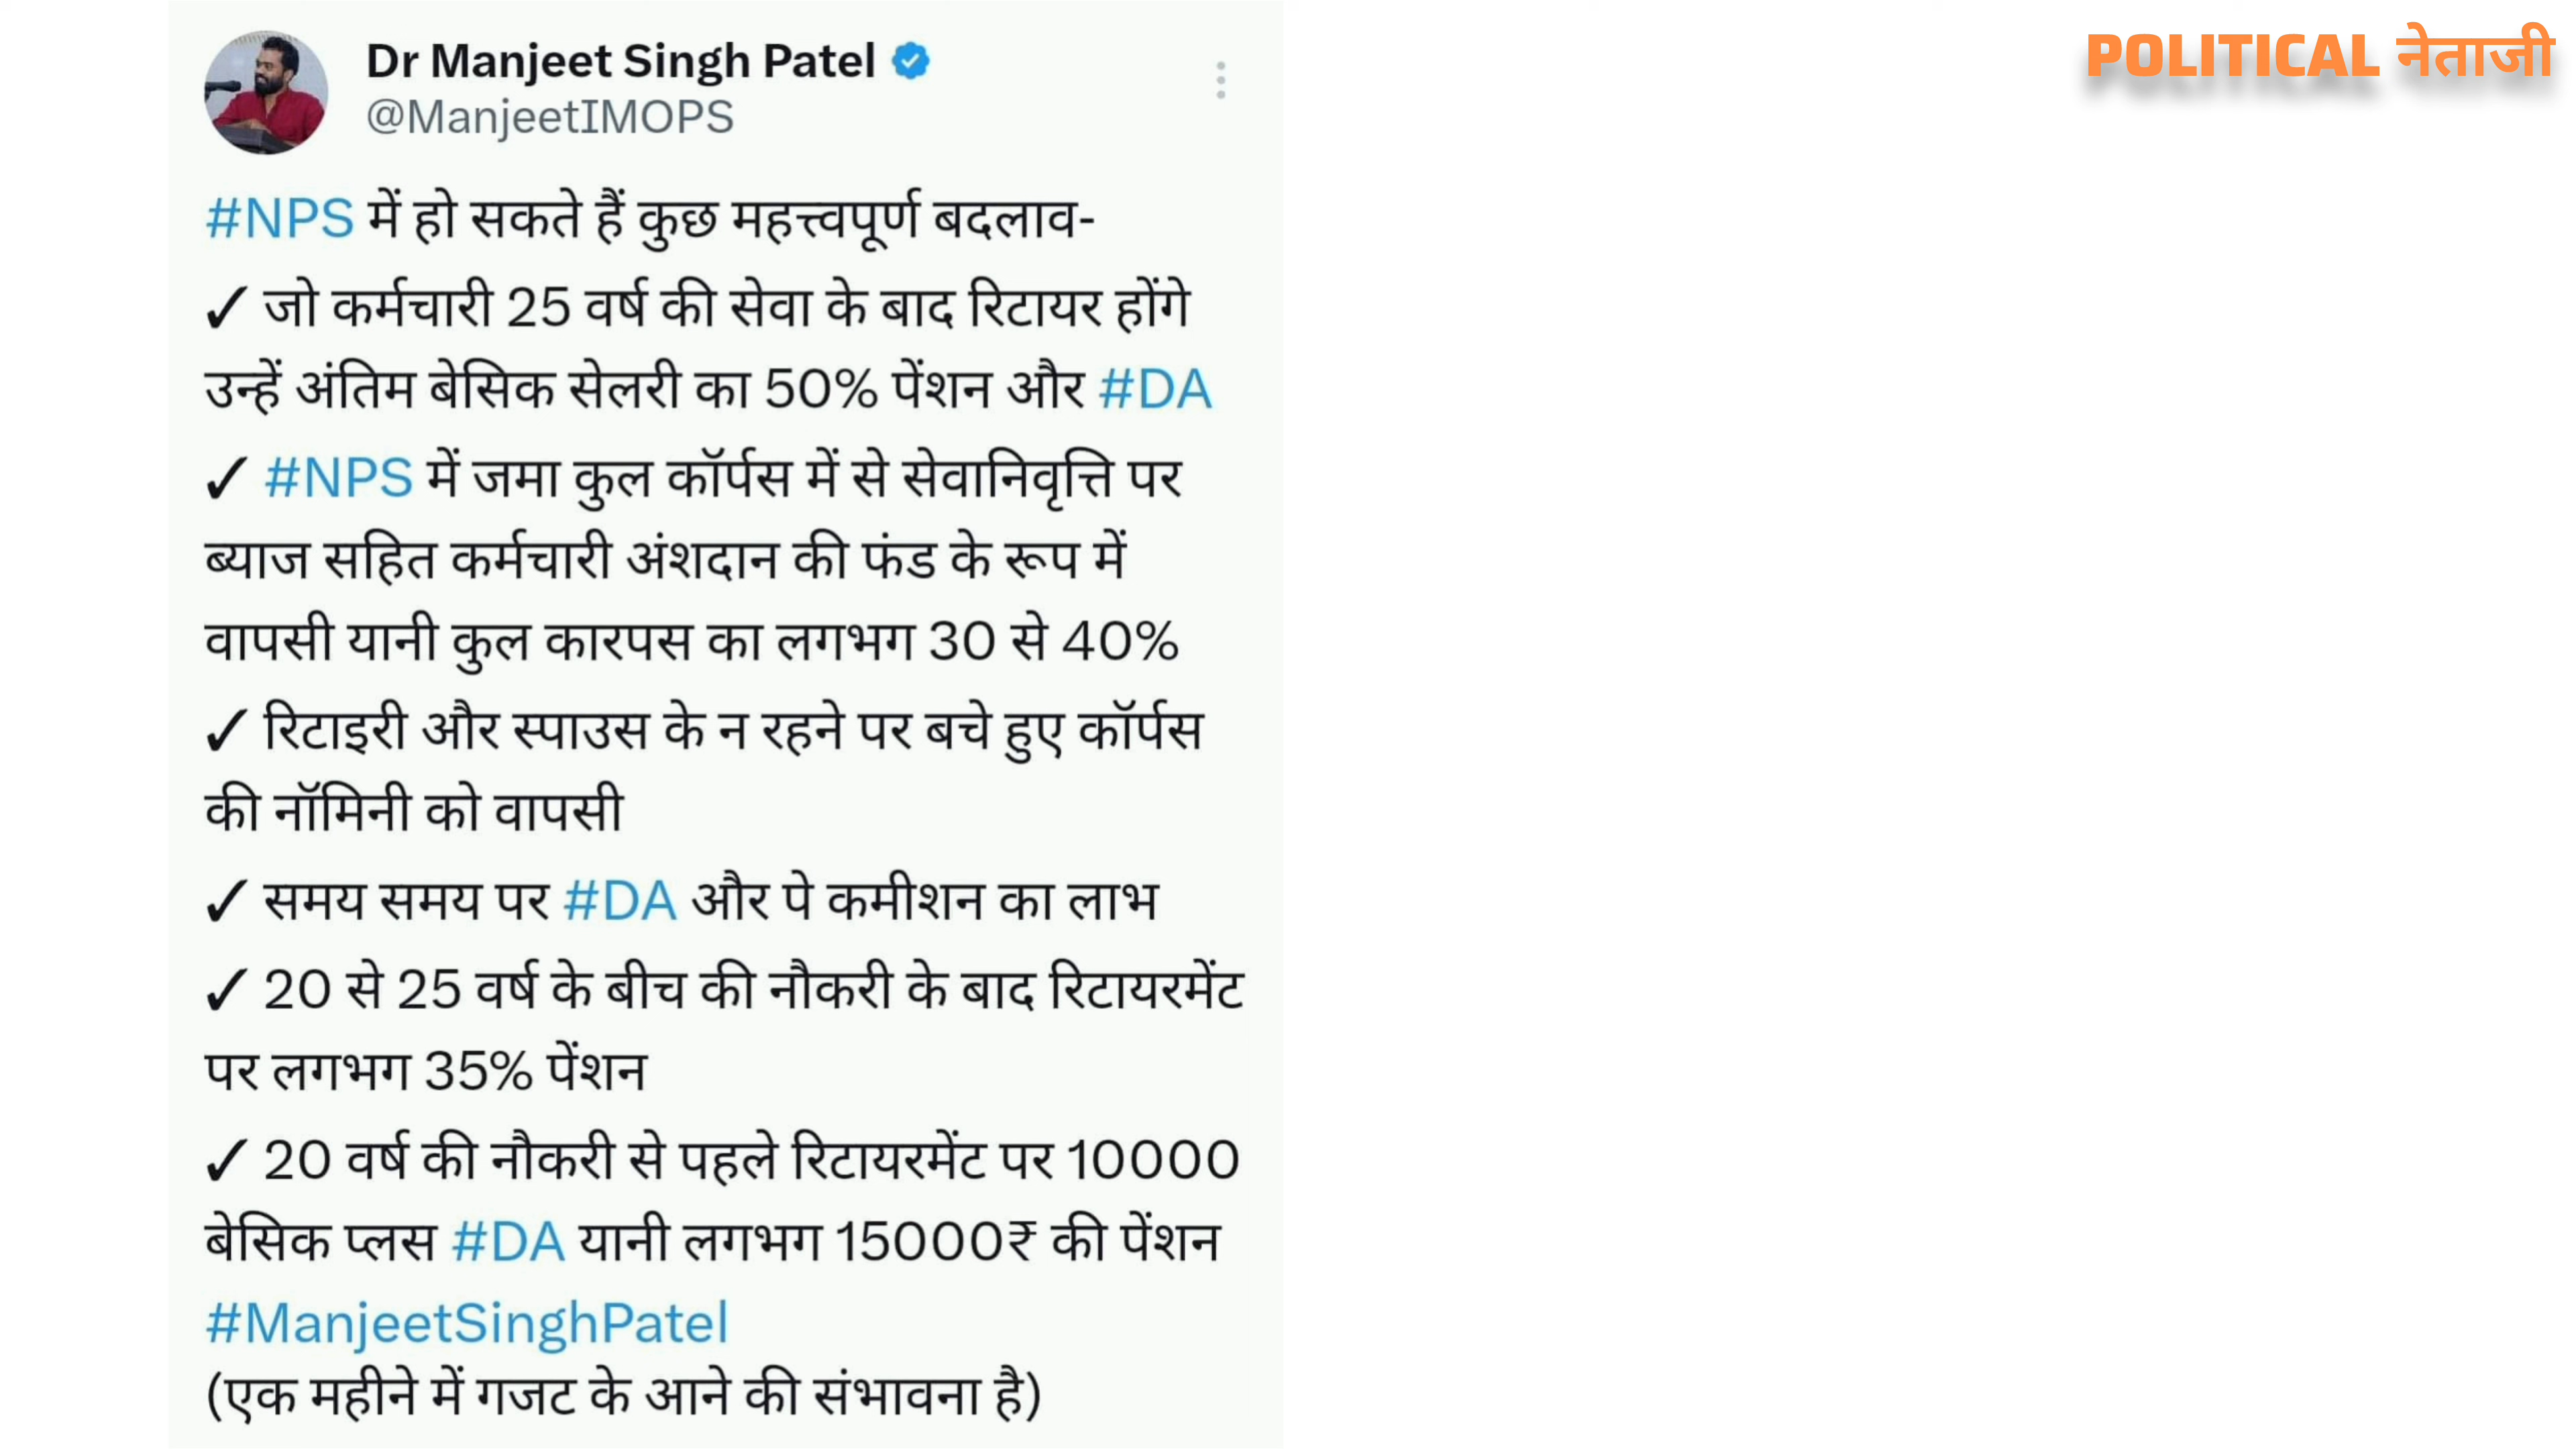 Dr Manjeet Singh Patel
@ManjeetIMOPS
POLITICAL नेताजी
#NPS में हो सकते हैं कुछ महत्त्वपूर्ण बदलाव-
✓ जो कर्मचारी 25 वर्ष की सेवा के बाद रिटायर होंगे
उन्हें अंतिम बेसिक सेलरी का 50% पेंशन और #DA
✓ #NPS में जमा कुल कॉर्पस में से सेवानिवृत्ति पर
ब्याज सहित कर्मचारी अंशदान की फंड के रूप में
वापसी यानी कुल कारपस का लगभग 30 से 40%
✓ रिटाइरी और स्पाउस के न रहने पर बचे हुए कॉर्पस
की नॉमिनी को वापसी
✓ समय समय पर #DA और पे कमीशन का लाभ
✓ 20 से 25 वर्ष के बीच की नौकरी के बाद रिटायरमेंट
पर लगभग 35% पेंशन
✓ 20 वर्ष की नौकरी से पहले रिटायरमेंट पर 10000
बेसिक प्लस #DA यानी लगभग 15000₹ की पेंशन
#ManjeetSinghPatel
(एक महीने में गजट के आने की संभावना है)